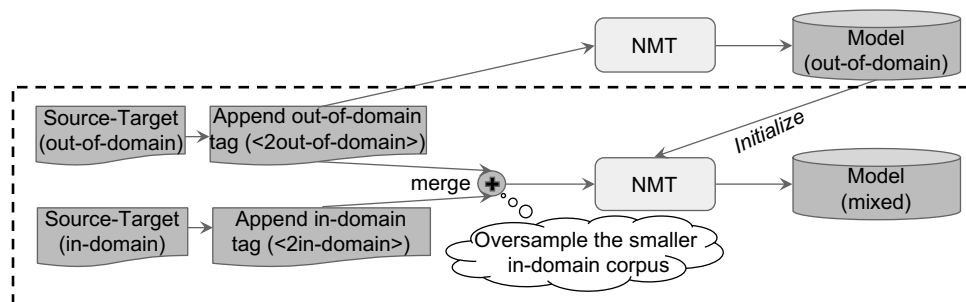 NMT
Model
(out-of-domain)
Source-Target
(out-of-domain)
Append out-of-domain
tag (<2out-of-domain>)
Initialize
merge
NMT
Model
(mixed)
Source-Target
(in-domain)
Append in-domain
tag (<2in-domain>)
Oversample the smaller
in-domain corpus